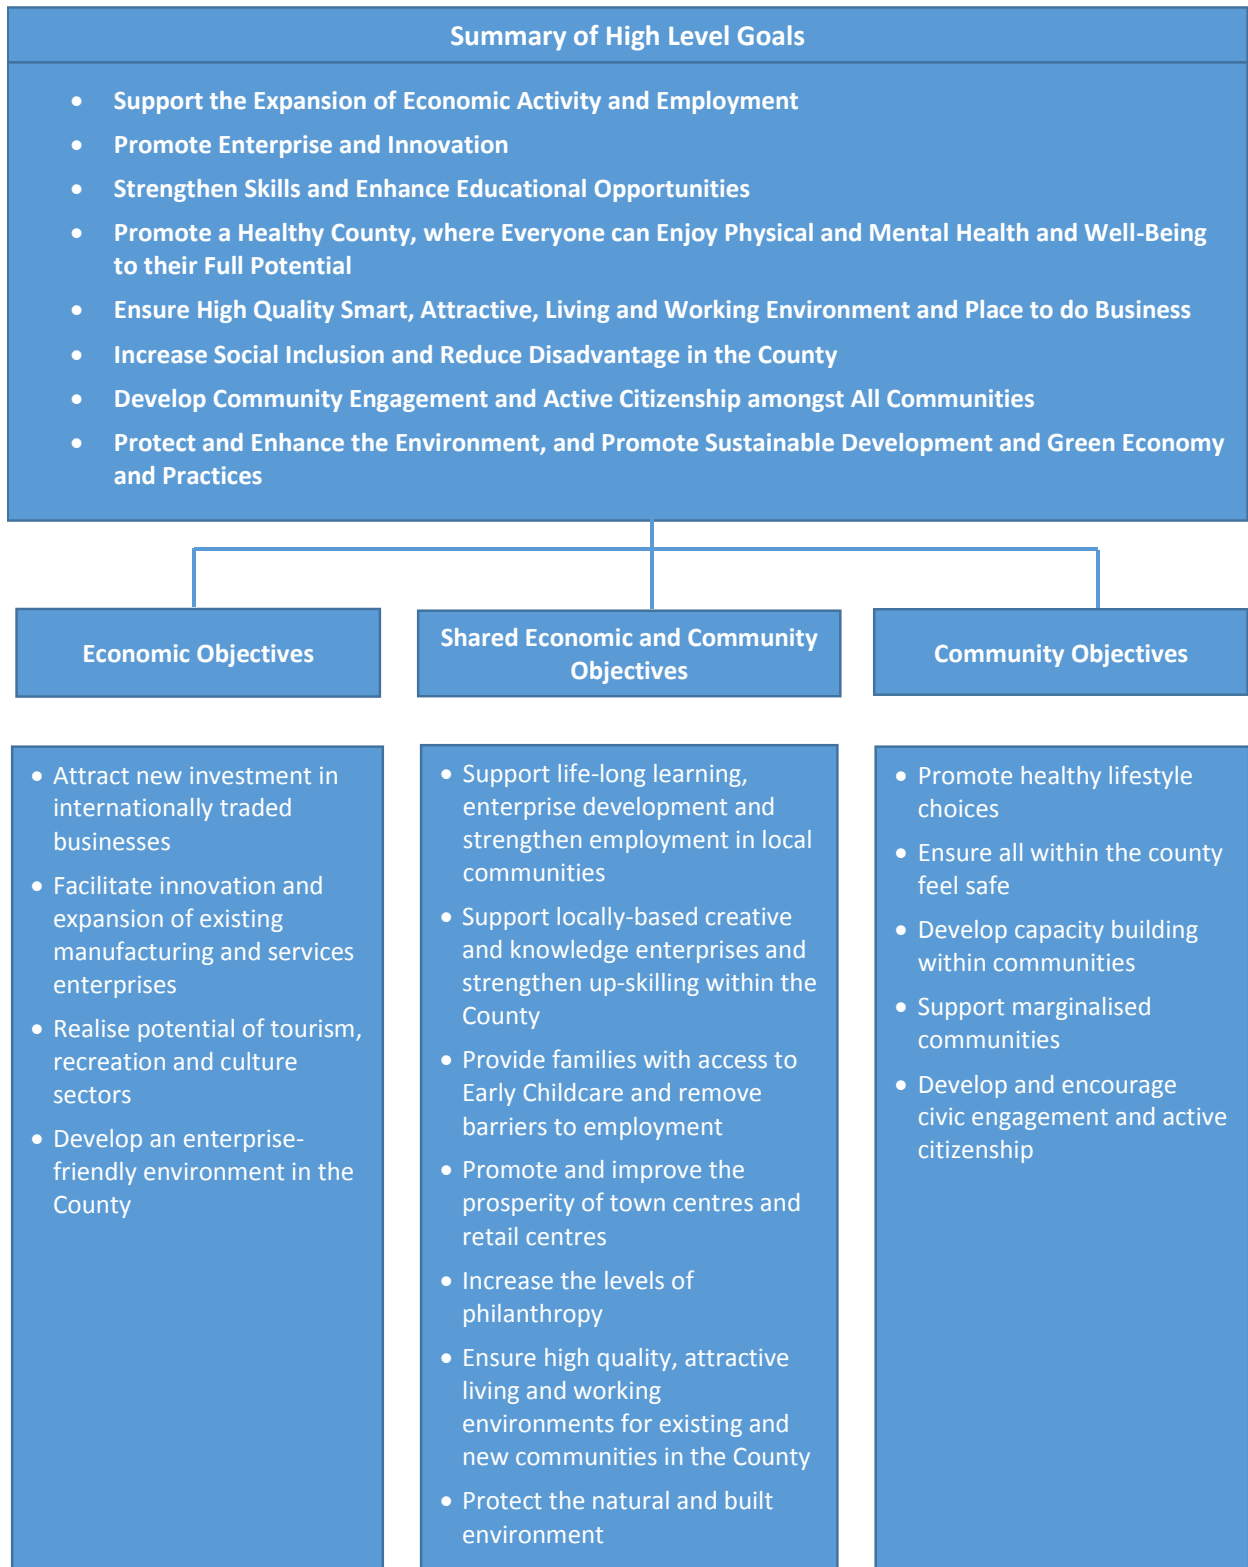 Summary of High Level Goals
• Support the Expansion of Economic Activity and Employment
• Promote Enterprise and Innovation
• Strengthen Skills and Enhance Educational Opportunities
• Promote a Healthy County, where Everyone can Enjoy Physical and Mental Health and Well-Being
to their Full Potential
• Ensure High Quality Smart, Attractive, Living and Working Environment and Place to do Business
• Increase Social Inclusion and Reduce Disadvantage in the County
• Develop Community Engagement and Active Citizenship amongst All Communities
• Protect and Enhance the Environment, and Promote Sustainable Development and Green Economy
and Practices
Economic Objectives
Shared Economic and Community
Objectives
Community Objectives
• Attract new investment in
internationally traded
businesses
• Facilitate innovation and
expansion of existing
manufacturing and services
enterprises
• Realise potential of tourism,
recreation and culture
sectors
• Develop an enterprise-
friendly environment in the
County
• Support life-long learning,
enterprise development and
strengthen employment in local
communities
• Support locally-based creative
and knowledge enterprises and
strengthen up-skilling within the
County
• Provide families with access to
Early Childcare and remove
barriers to employment
• Promote and improve the
prosperity of town centres and
retail centres
• Increase the levels of
philanthropy
• Ensure high quality, attractive
living and working
environments for existing and
new communities in the County
• Protect the natural and built
environment
• Promote healthy lifestyle
choices
• Ensure all within the county
feel safe
• Develop capacity building
within communities
• Support marginalised
communities
• Develop and encourage
civic engagement and active
citizenship